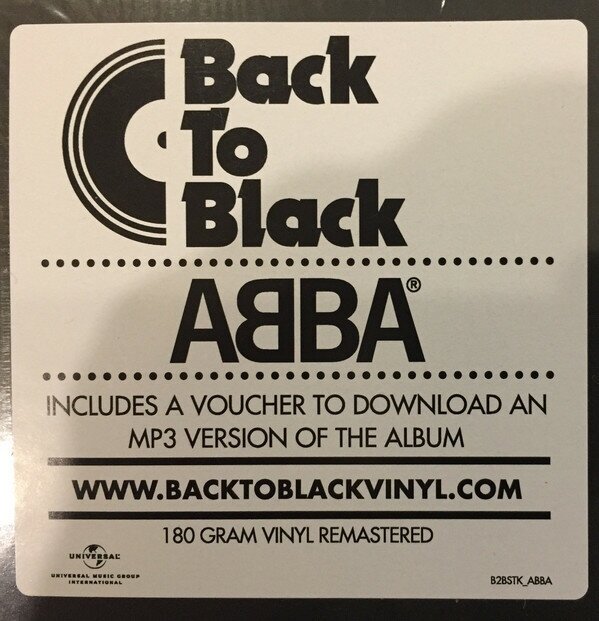 Back
To
Black
ABBA®
INCLUDES A VOUCHER TO DOWNLOAD AN
MP3 VERSION OF THE ALBUM
WWW.BACKTOBLACKVINYL.COM
180 GRAM VINYL REMASTERED
UNIVERSAL
UNIVERSAL MUSIC GROUP
INTERNATIONAL
B2BSTK_ABBA